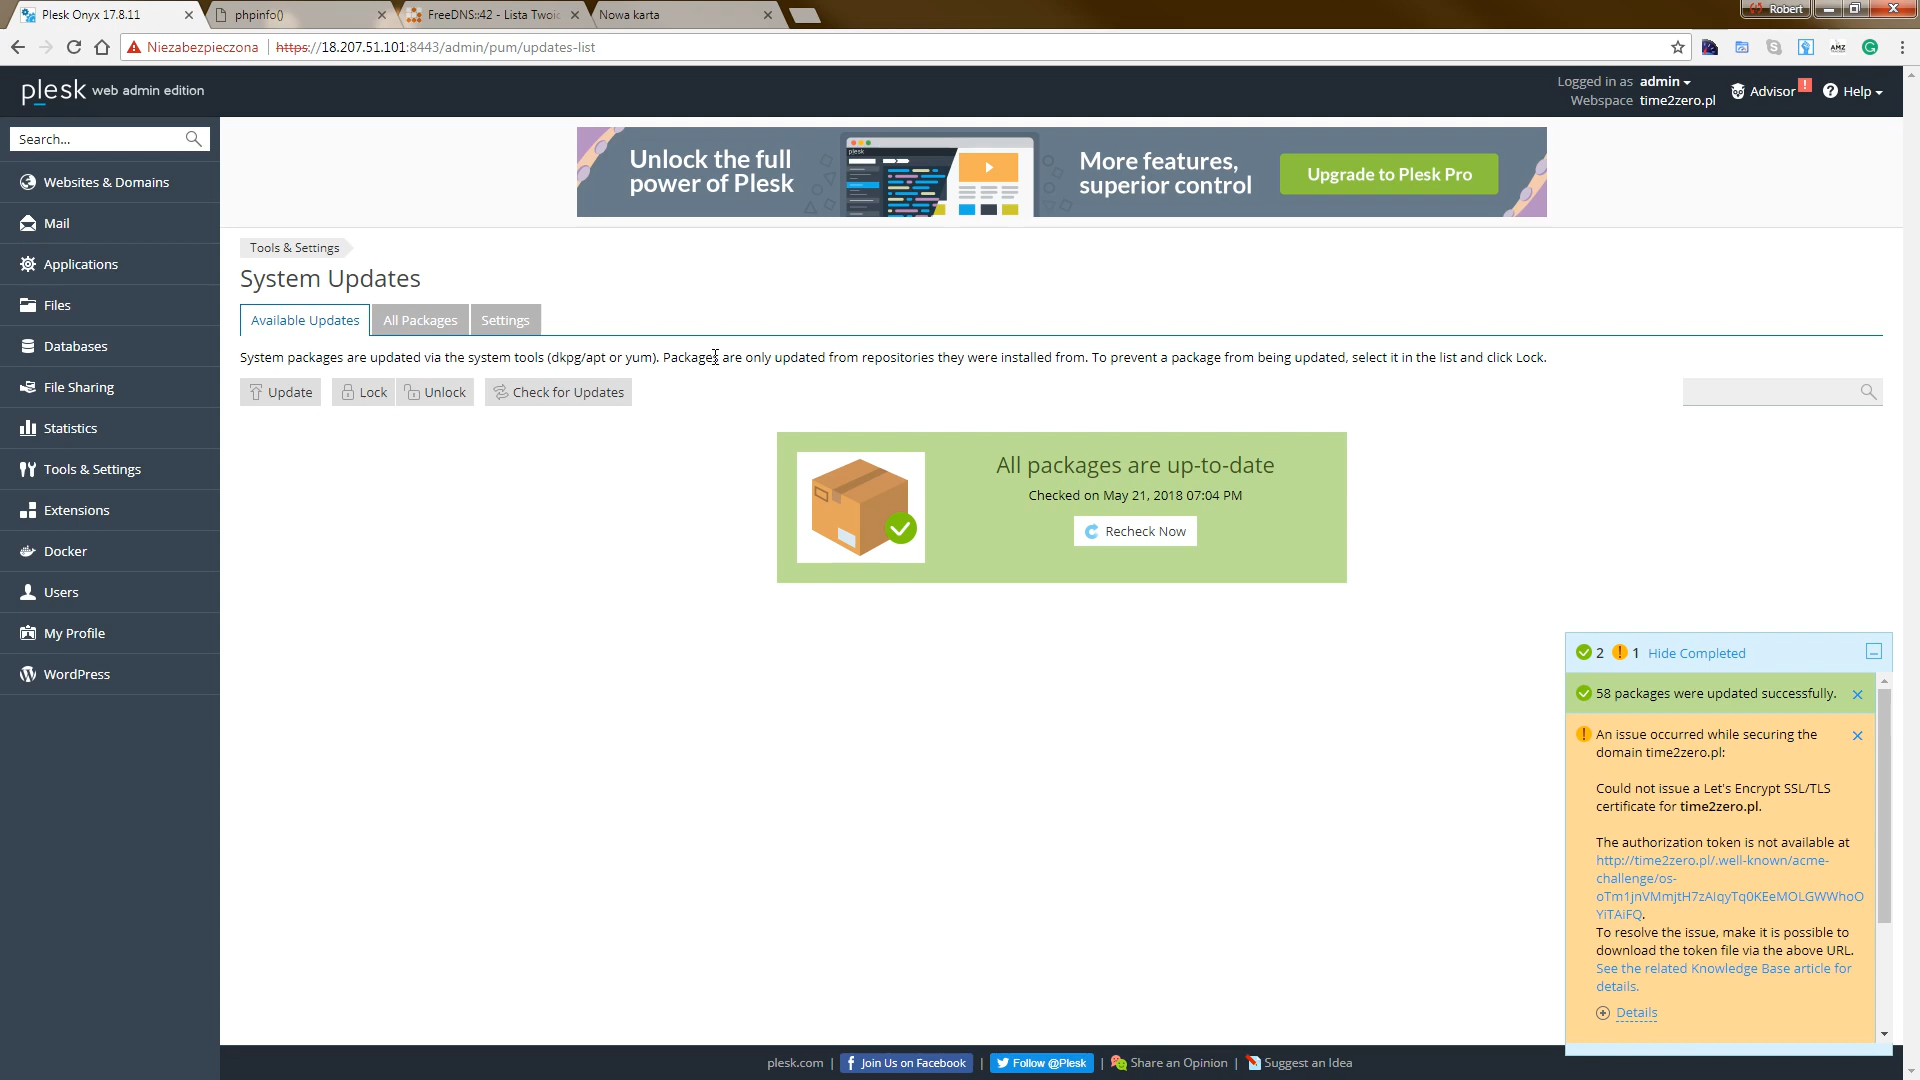 Plesk Onyx 17.8.11
phpinfo()
FreeDNS::42 - Lista Twoic
Nowa karta
Robert
Niezabezpieczona
https://18.207.51.101:8443/admin/pum/updates-list
AMZ
plesk web admin edition
Logged in as admin
Webspace time2zero.pl
Advisor
Help
Search...
Websites & Domains
Mail
Applications
Files
Databases
File Sharing
Statistics
Tools & Settings
Extensions
Docker
Users
My Profile
WordPress
Unlock the full
power of Plesk
plesk
More features,
superior control
Upgrade to Plesk Pro
Tools & Settings
System Updates
Available Updates
All Packages
Settings
System packages are updated via the system tools (dkpg/apt or yum). Packages are only updated from repositories they were installed from. To prevent a package from being updated, select it in the list and click Lock.
Update
Lock
Unlock
Check for Updates
All packages are up-to-date
Checked on May 21, 2018 07:04 PM
Recheck Now
2
1
Hide Completed
58 packages were updated successfully.
An issue occurred while securing the
domain time2zero.pl:
Could not issue a Let's Encrypt SSL/TLS
certificate for time2zero.pl.
The authorization token is not available at
http://time2zero.pl/.well-known/acme-
challenge/os-
oTm1jnVMmjtH7zAIqyTq0KEeMOLGWWhoO
YiTAiFQ.
To resolve the issue, make it is possible to
download the token file via the above URL.
See the related Knowledge Base article for
details.
Details
plesk.com
Join Us on Facebook
Follow @Plesk
Share an Opinion
Suggest an Idea